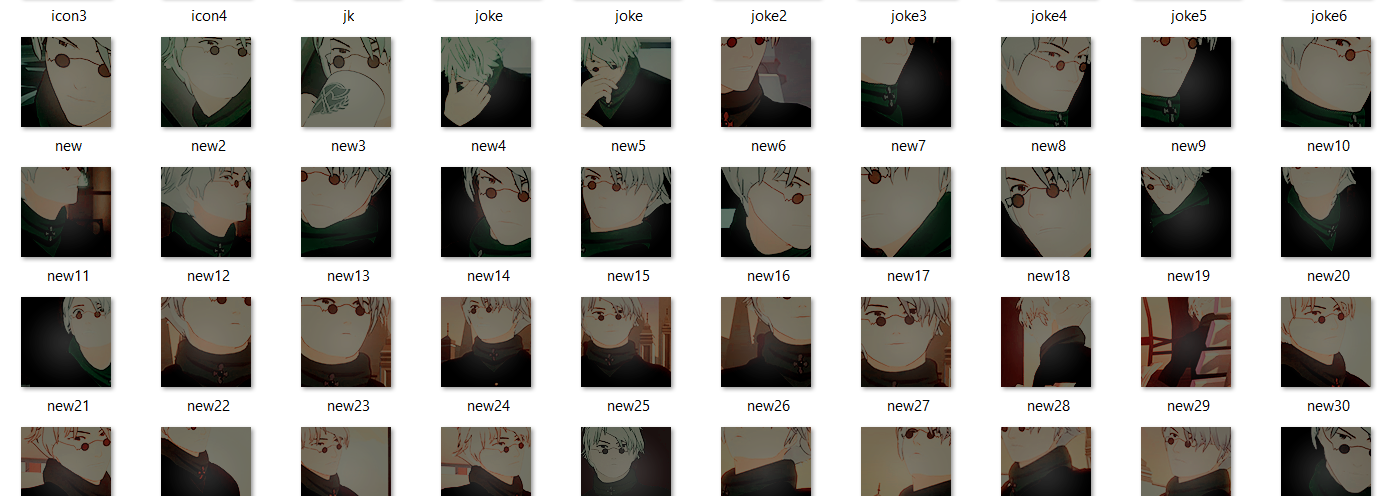 icon3 icon4 jk joke joke joke2 joke3 joke4 joke5 joke6
new new2 new3 new4 new5 new6 new7 new8 new9 new10
new11 new12 new13 new14 new15 new16 new17 new18 new19 new20
new21 new22 new23 new24 new25 new26 new27 new28 new29 new30